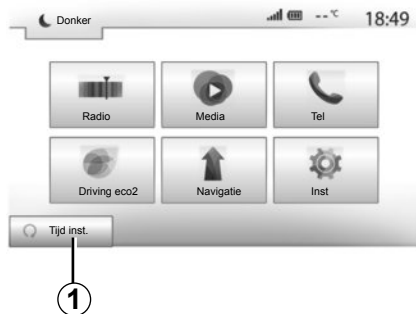 Donker
--°C
18:49
Radio
Media
Tel
Driving eco2
Navigatie
Inst
Tijd inst.
1